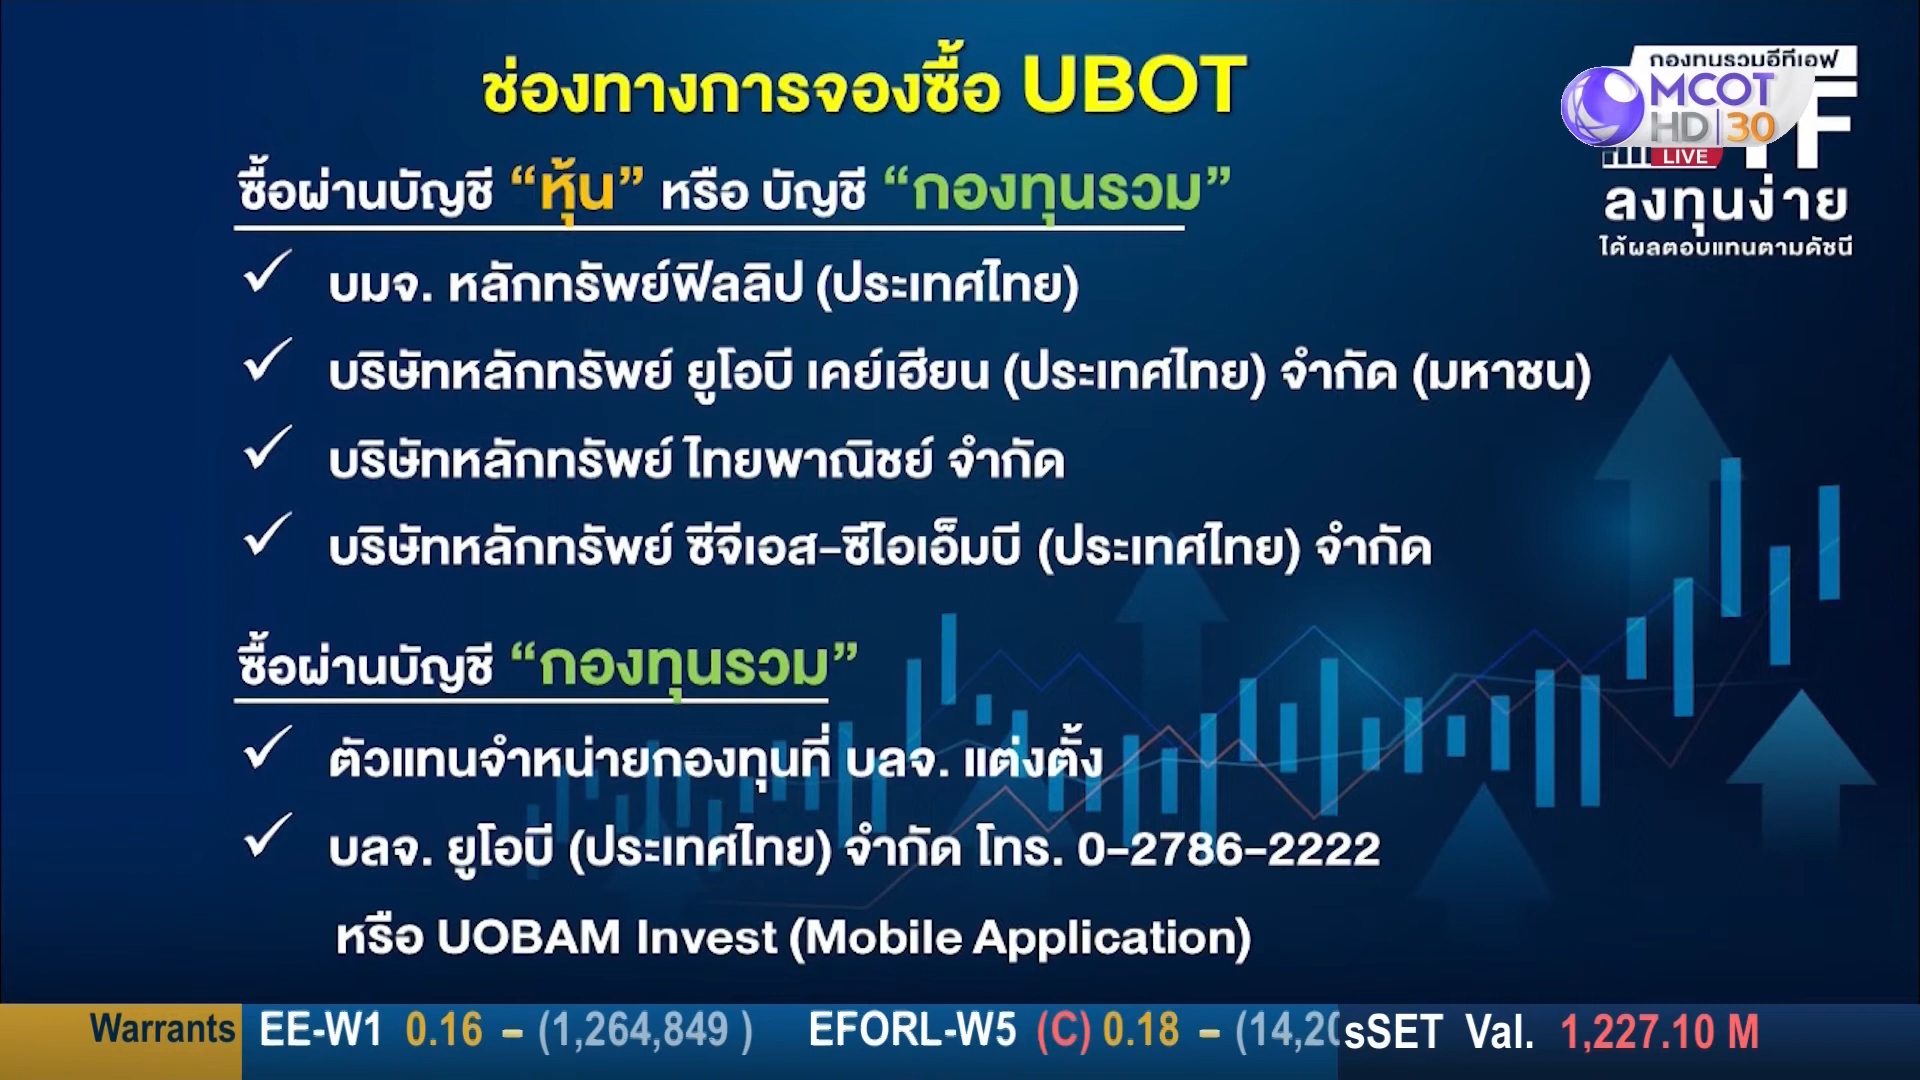 ช่องทางการจองซื้อ UBOT
กองทุนรวมอีทีเอฟ
MCOT
HD 30
LIVE
ลงทุนง่าย
ได้ผลตอบแทนตามดัชนี
ซื้อผ่านบัญชี “หุ้น” หรือ บัญชี “กองทุนรวม”
✓ บมจ. หลักทรัพย์ฟิลลิป (ประเทศไทย)
✓ บริษัทหลักทรัพย์ ยูโอบี เคย์เฮียน (ประเทศไทย) จำกัด (มหาชน)
✓ บริษัทหลักทรัพย์ ไทยพาณิชย์ จำกัด
✓ บริษัทหลักทรัพย์ ซีจีเอส-ซีไอเอ็มบี (ประเทศไทย) จำกัด
ซื้อผ่านบัญชี “กองทุนรวม”
✓ ตัวแทนจำหน่ายกองทุนที่ บลจ. แต่งตั้ง
✓ บลจ. ยูโอบี (ประเทศไทย) จำกัด โทร. 0-2786-2222
หรือ UOBAM Invest (Mobile Application)
Warrants EE-W1 0.16 – (1,264,849 ) EFORL-W5 (C) 0.18 – (14,20 sSET Val. 1,227.10 M